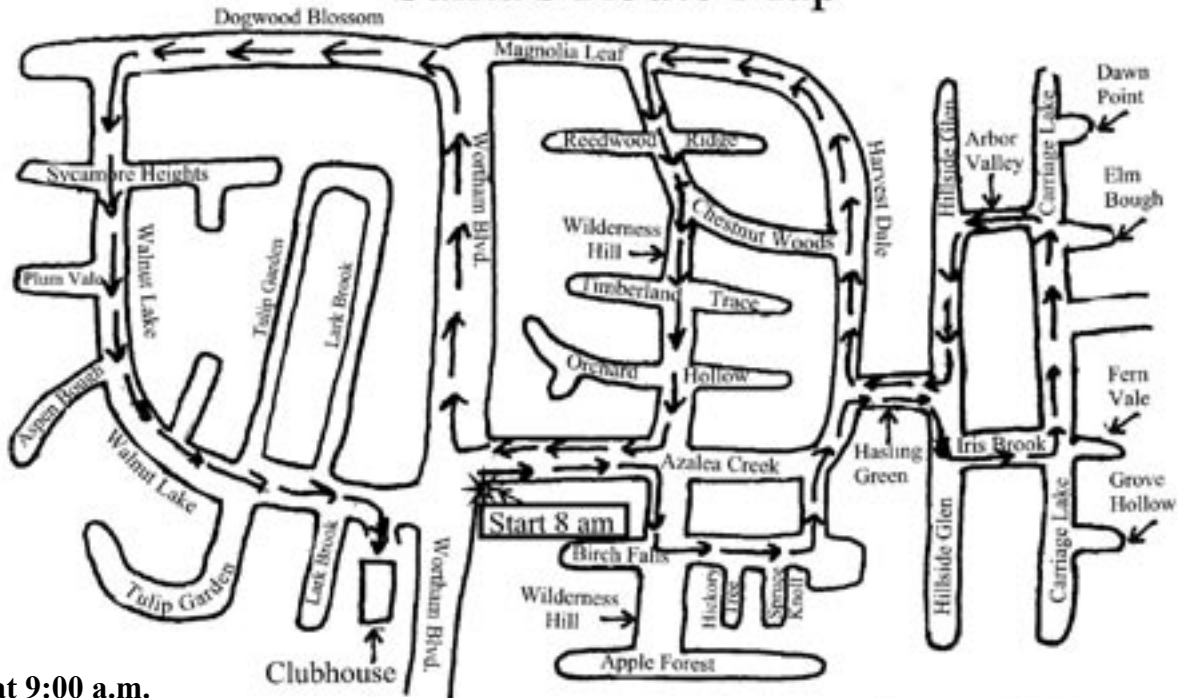 Dogwood Blossom
Magnolia Leaf
Dawn
Point
Carriage Lake
Hillside Glen
Arbor
Valley
Reedwood Ridge
Wortham Blvd.
Harvest Dale
Elm
Bough
Sycamore Heights
Chestnut Woods
Wilderness
Hill
Walnut Lake
Tulip Garden
Lark Brook
Plum Vale
Timberland Trace
Orchard Hollow
Fern
Vale
Aspen Bough
Iris Brook
Azalea Creek
Hasling
Green
Walnut Lake
Grove
Hollow
Start 8 am
Birch Falls
Lark Brook
Tulip Garden
Wortham Blvd.
Hickory
Tree
Spruce
Knoll
Hillside Glen
Carriage Lake
Wilderness
Hill
Apple Forest
Clubhouse
at 9:00 a.m.